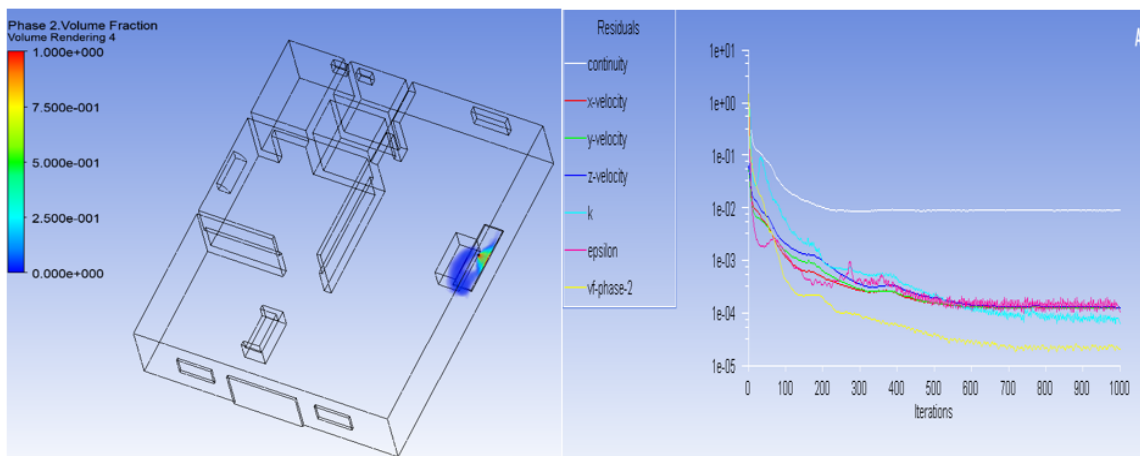 Phase 2.Volume Fraction
Volume Rendering 4
1.000e+000
7.500e-001
5.000e-001
2.500e-001
0.000e+000
Residuals
continuity
x-velocity
y-velocity
z-velocity
k
epsilon
vf-phase-2
A
1e+01
1e+00
1e-01
1e-02
1e-03
1e-04
1e-05
0 100 200 300 400 500 600 700 800 900 1000
Iterations